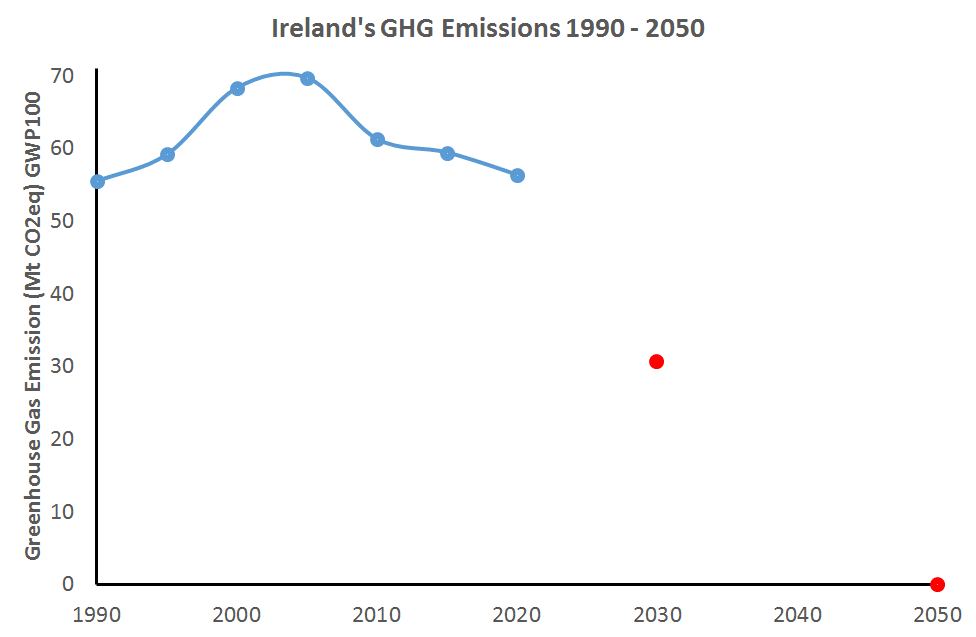 Ireland's GHG Emissions 1990 - 2050
Greenhouse Gas Emission (Mt CO2eq) GWP100
70
60
50
40
30
20
10
0
1990 2000 2010 2020 2030 2040 2050